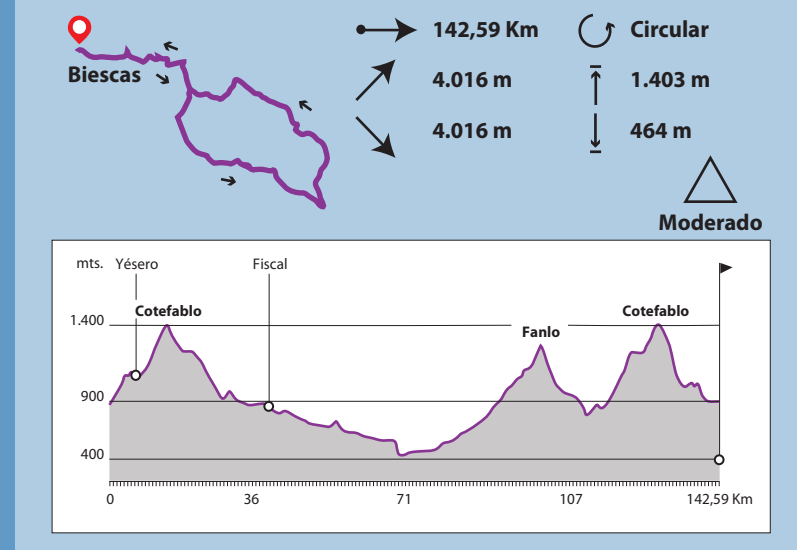 142,59 Km
Circular
Biescas
4.016 m
1.403 m
4.016 m
464 m
Moderado
mts.
Yésero
Fiscal
Cotefablo
Cotefablo
1.400
Fanlo
900
400
0
36
71
107
142,59 Km